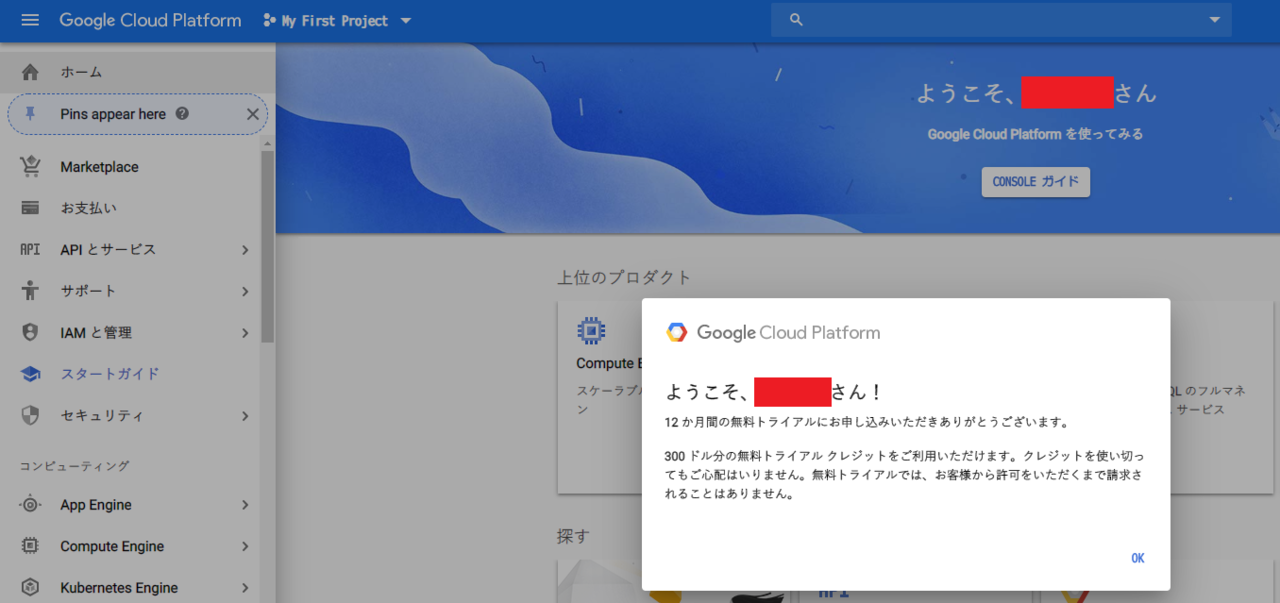 Google Cloud Platform
My First Project
ホーム
Pins appear here
Marketplace
お支払い
API API とサービス
サポート
IAM と管理
スタートガイド
セキュリティ
コンピューティング
App Engine
Compute Engine
Kubernetes Engine
ようこそ、
さん
Google Cloud Platform を使ってみる
CONSOLE ガイド
上位のプロダクト
Compute E
スケーラブル
ン
QL のフルマネ
サービス
探す
API
Google Cloud Platform
ようこそ、
さん！
12 か月間の無料トライアルにお申し込みいただきありがとうございます。
300 ドル分の無料トライアル クレジットをご利用いただけます。クレジットを使い切っ
てもご心配はいりません。無料トライアルでは、お客様から許可をいただくまで請求さ
れることはありません。
OK